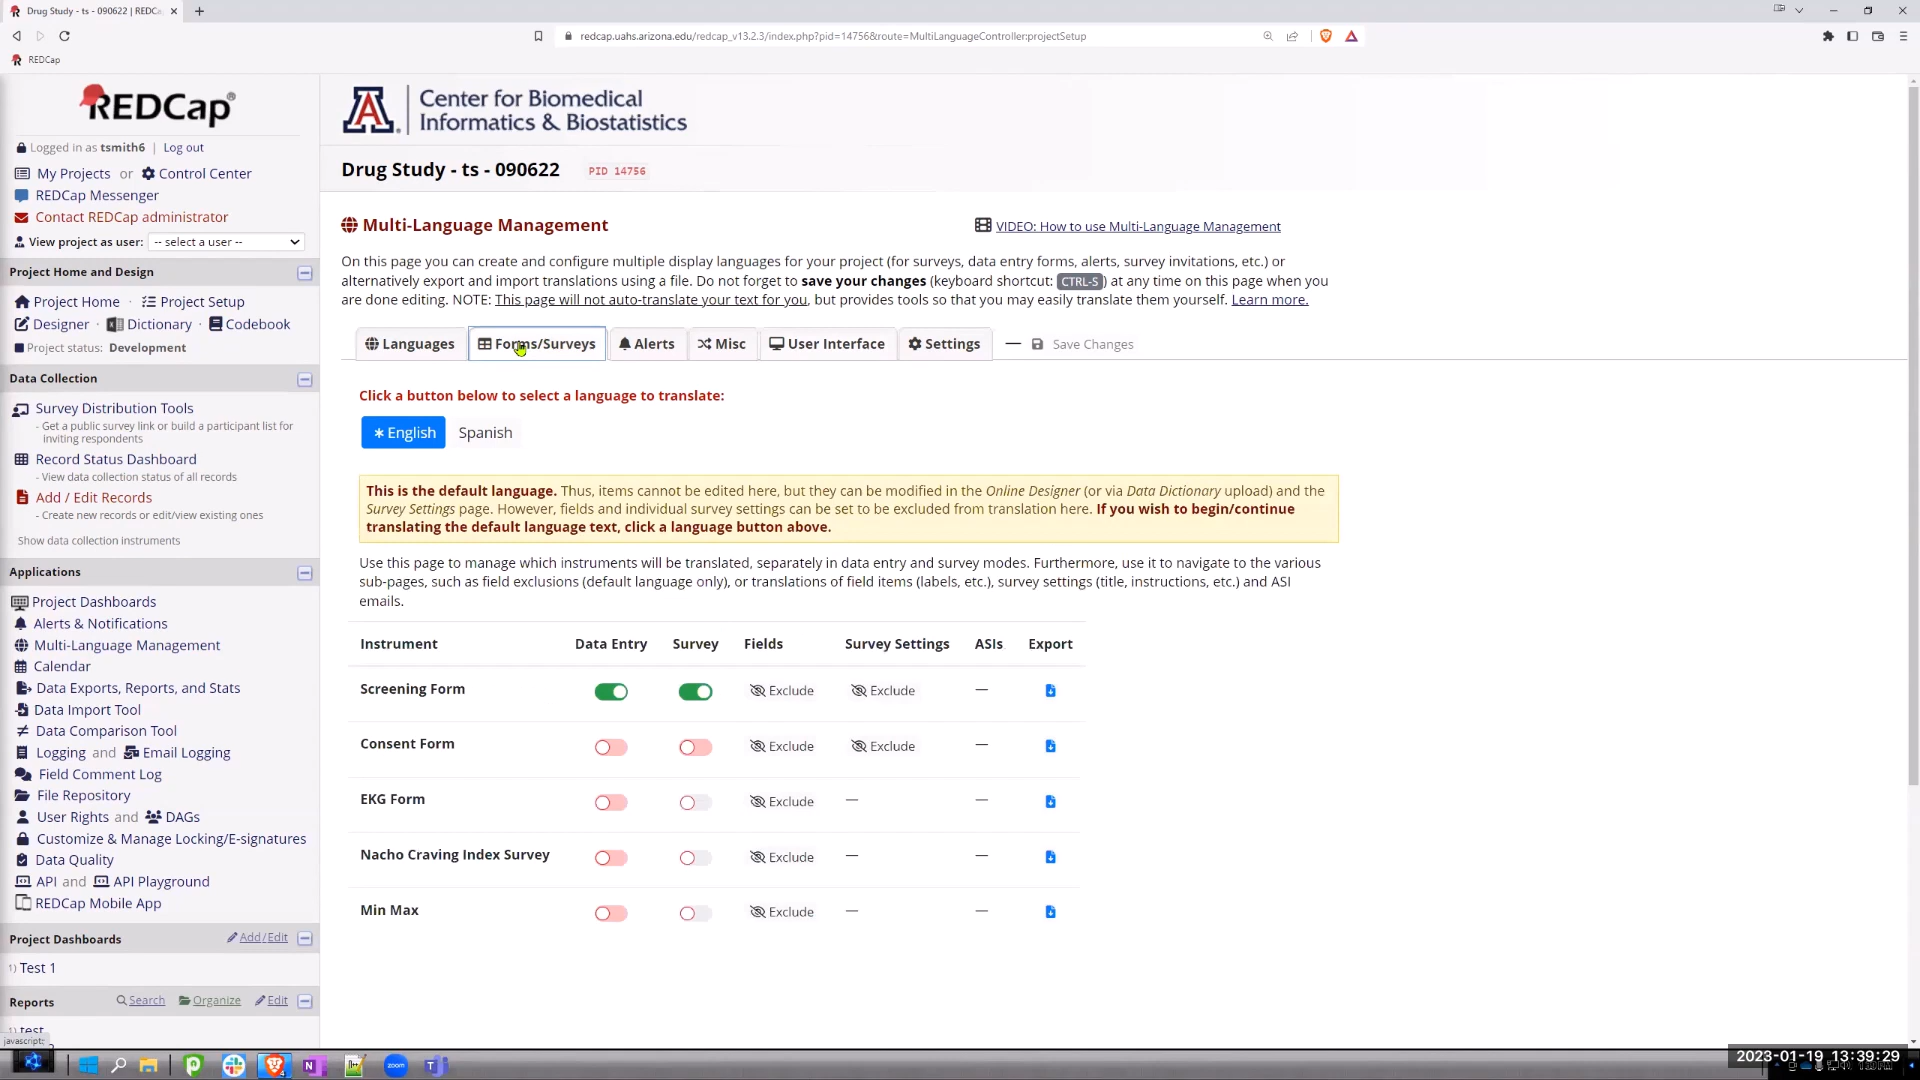 Drug Study - ts - 090622 | REDCa
redcap.uahs.arizona.edu/redcap_v13.2.3/index.php?pid=14756&route=MultiLanguageController:projectSetup
REDCap
REDCap
Logged in as tsmith6 | Log out
My Projects or Control Center
REDCap Messenger
Contact REDCap administrator
View project as user: -- select a user --
Project Home and Design
Project Home · Project Setup
Designer · Dictionary · Codebook
Project status: Development
Data Collection
Survey Distribution Tools
- Get a public survey link or build a participant list for
inviting respondents
Record Status Dashboard
- View data collection status of all records
Add / Edit Records
- Create new records or edit/view existing ones
Show data collection instruments
Applications
Project Dashboards
Alerts & Notifications
Multi-Language Management
Calendar
Data Exports, Reports, and Stats
Data Import Tool
Data Comparison Tool
Logging and Email Logging
Field Comment Log
File Repository
User Rights and DAGs
Customize & Manage Locking/E-signatures
Data Quality
API and API Playground
REDCap Mobile App
Project Dashboards Add/Edit
1) Test 1
Reports Search Organize Edit
1) test
javascript:
A Center for Biomedical
Informatics & Biostatistics
Drug Study - ts - 090622 PID 14756
Multi-Language Management VIDEO: How to use Multi-Language Management
On this page you can create and configure multiple display languages for your project (for surveys, data entry forms, alerts, survey invitations, etc.) or
alternatively export and import translations using a file. Do not forget to save your changes (keyboard shortcut: CTRL-S) at any time on this page when you
are done editing. NOTE: This page will not auto-translate your text for you, but provides tools so that you may easily translate them yourself. Learn more.
Languages Forms/Surveys Alerts Misc User Interface Settings — Save Changes
Click a button below to select a language to translate:
English Spanish
This is the default language. Thus, items cannot be edited here, but they can be modified in the Online Designer (or via Data Dictionary upload) and the
Survey Settings page. However, fields and individual survey settings can be set to be excluded from translation here. If you wish to begin/continue
translating the default language text, click a language button above.
Use this page to manage which instruments will be translated, separately in data entry and survey modes. Furthermore, use it to navigate to the various
sub-pages, such as field exclusions (default language only), or translations of field items (labels, etc.), survey settings (title, instructions, etc.) and ASI
emails.
Instrument Data Entry Survey Fields Survey Settings ASIs Export
Screening Form Exclude Exclude —
Consent Form Exclude Exclude —
EKG Form Exclude — —
Nacho Craving Index Survey Exclude — —
Min Max Exclude — —
zoom
2023-01-19 13:39:29